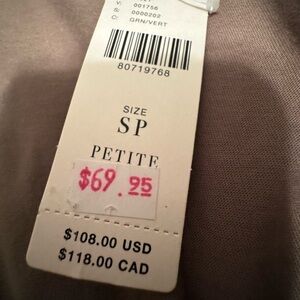 V: 001756
S: 0000202
C: GRN/VERT
80719768
SIZE
SP
PETITE
$69.95
$108.00 USD
$118.00 CAD